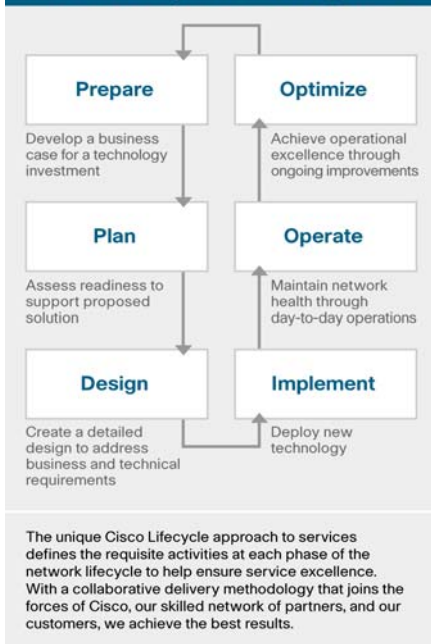 Prepare
Develop a business
case for a technology
investment
Plan
Assess readiness to
support proposed
solution
Design
Create a detailed
design to address
business and technical
requirements
Implement
Deploy new
technology
Operate
Maintain network
health through
day-to-day operations
Optimize
Achieve operational
excellence through
ongoing improvements
The unique Cisco Lifecycle approach to services
defines the requisite activities at each phase of the
network lifecycle to help ensure service excellence.
With a collaborative delivery methodology that joins the
forces of Cisco, our skilled network of partners, and our
customers, we achieve the best results.